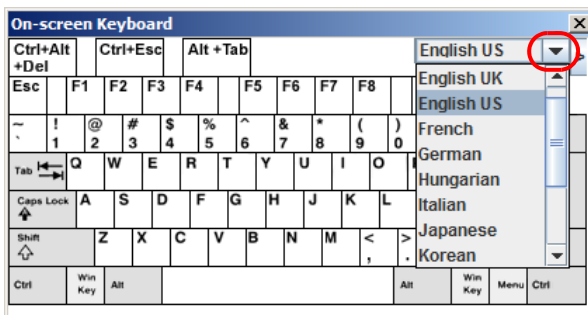 On-screen Keyboard
Ctrl+Alt
+Del
Ctrl+Esc
Alt +Tab
English US
Esc F1 F2 F3 F4 F5 F6 F7 F8
~ ! @ # $ % ^ & * ( )
` 1 2 3 4 5 6 7 8 9 0
Tab Q W E R T Y U I O
Caps Lock A S D F G H J K L
Shift Z X C V B N M < >
, .
Ctrl Win Key Alt Alt Win Key Menu Ctrl
English UK
English US
French
German
Hungarian
Italian
Japanese
Korean